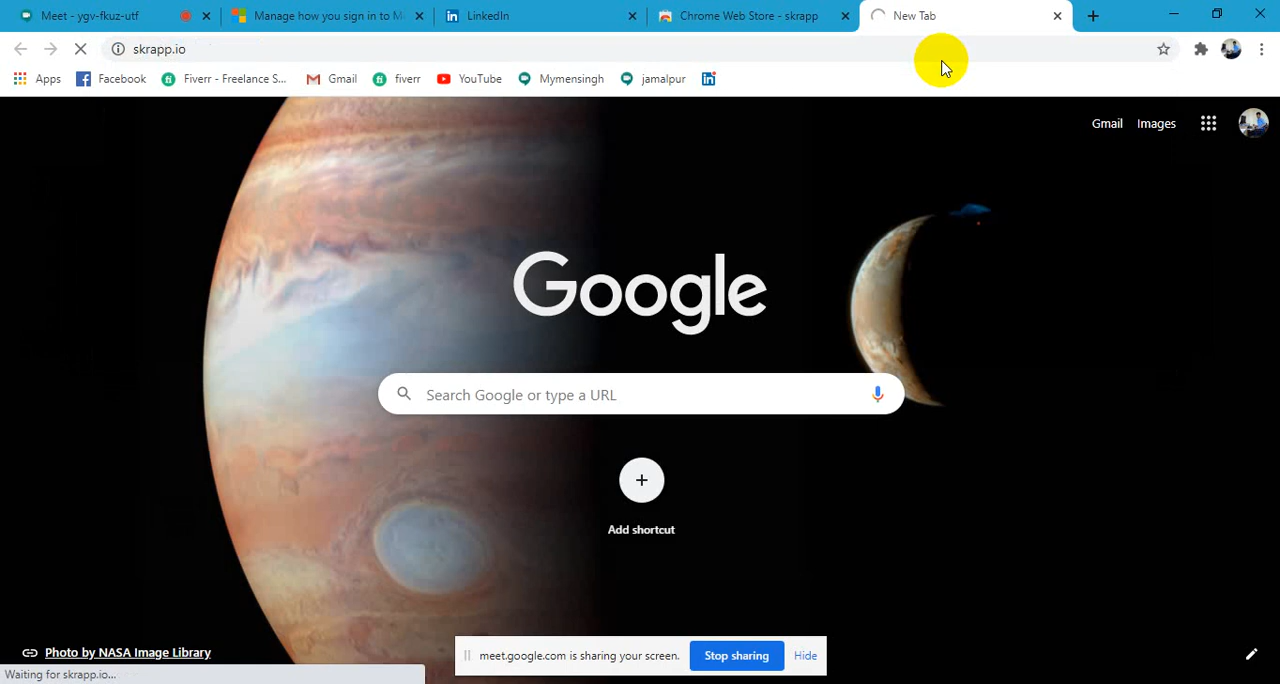 Meet - ygv-fkuz-utf
Manage how you sign in to M
LinkedIn
Chrome Web Store - skrapp
New Tab
skrapp.io
Apps
Facebook
Fiverr - Freelance S...
Gmail
fiverr
YouTube
Mymensingh
jamalpur
Gmail
Images
Google
Search Google or type a URL
Add shortcut
Photo by NASA Image Library
meet.google.com is sharing your screen.
Stop sharing
Hide
Waiting for skrapp.io...